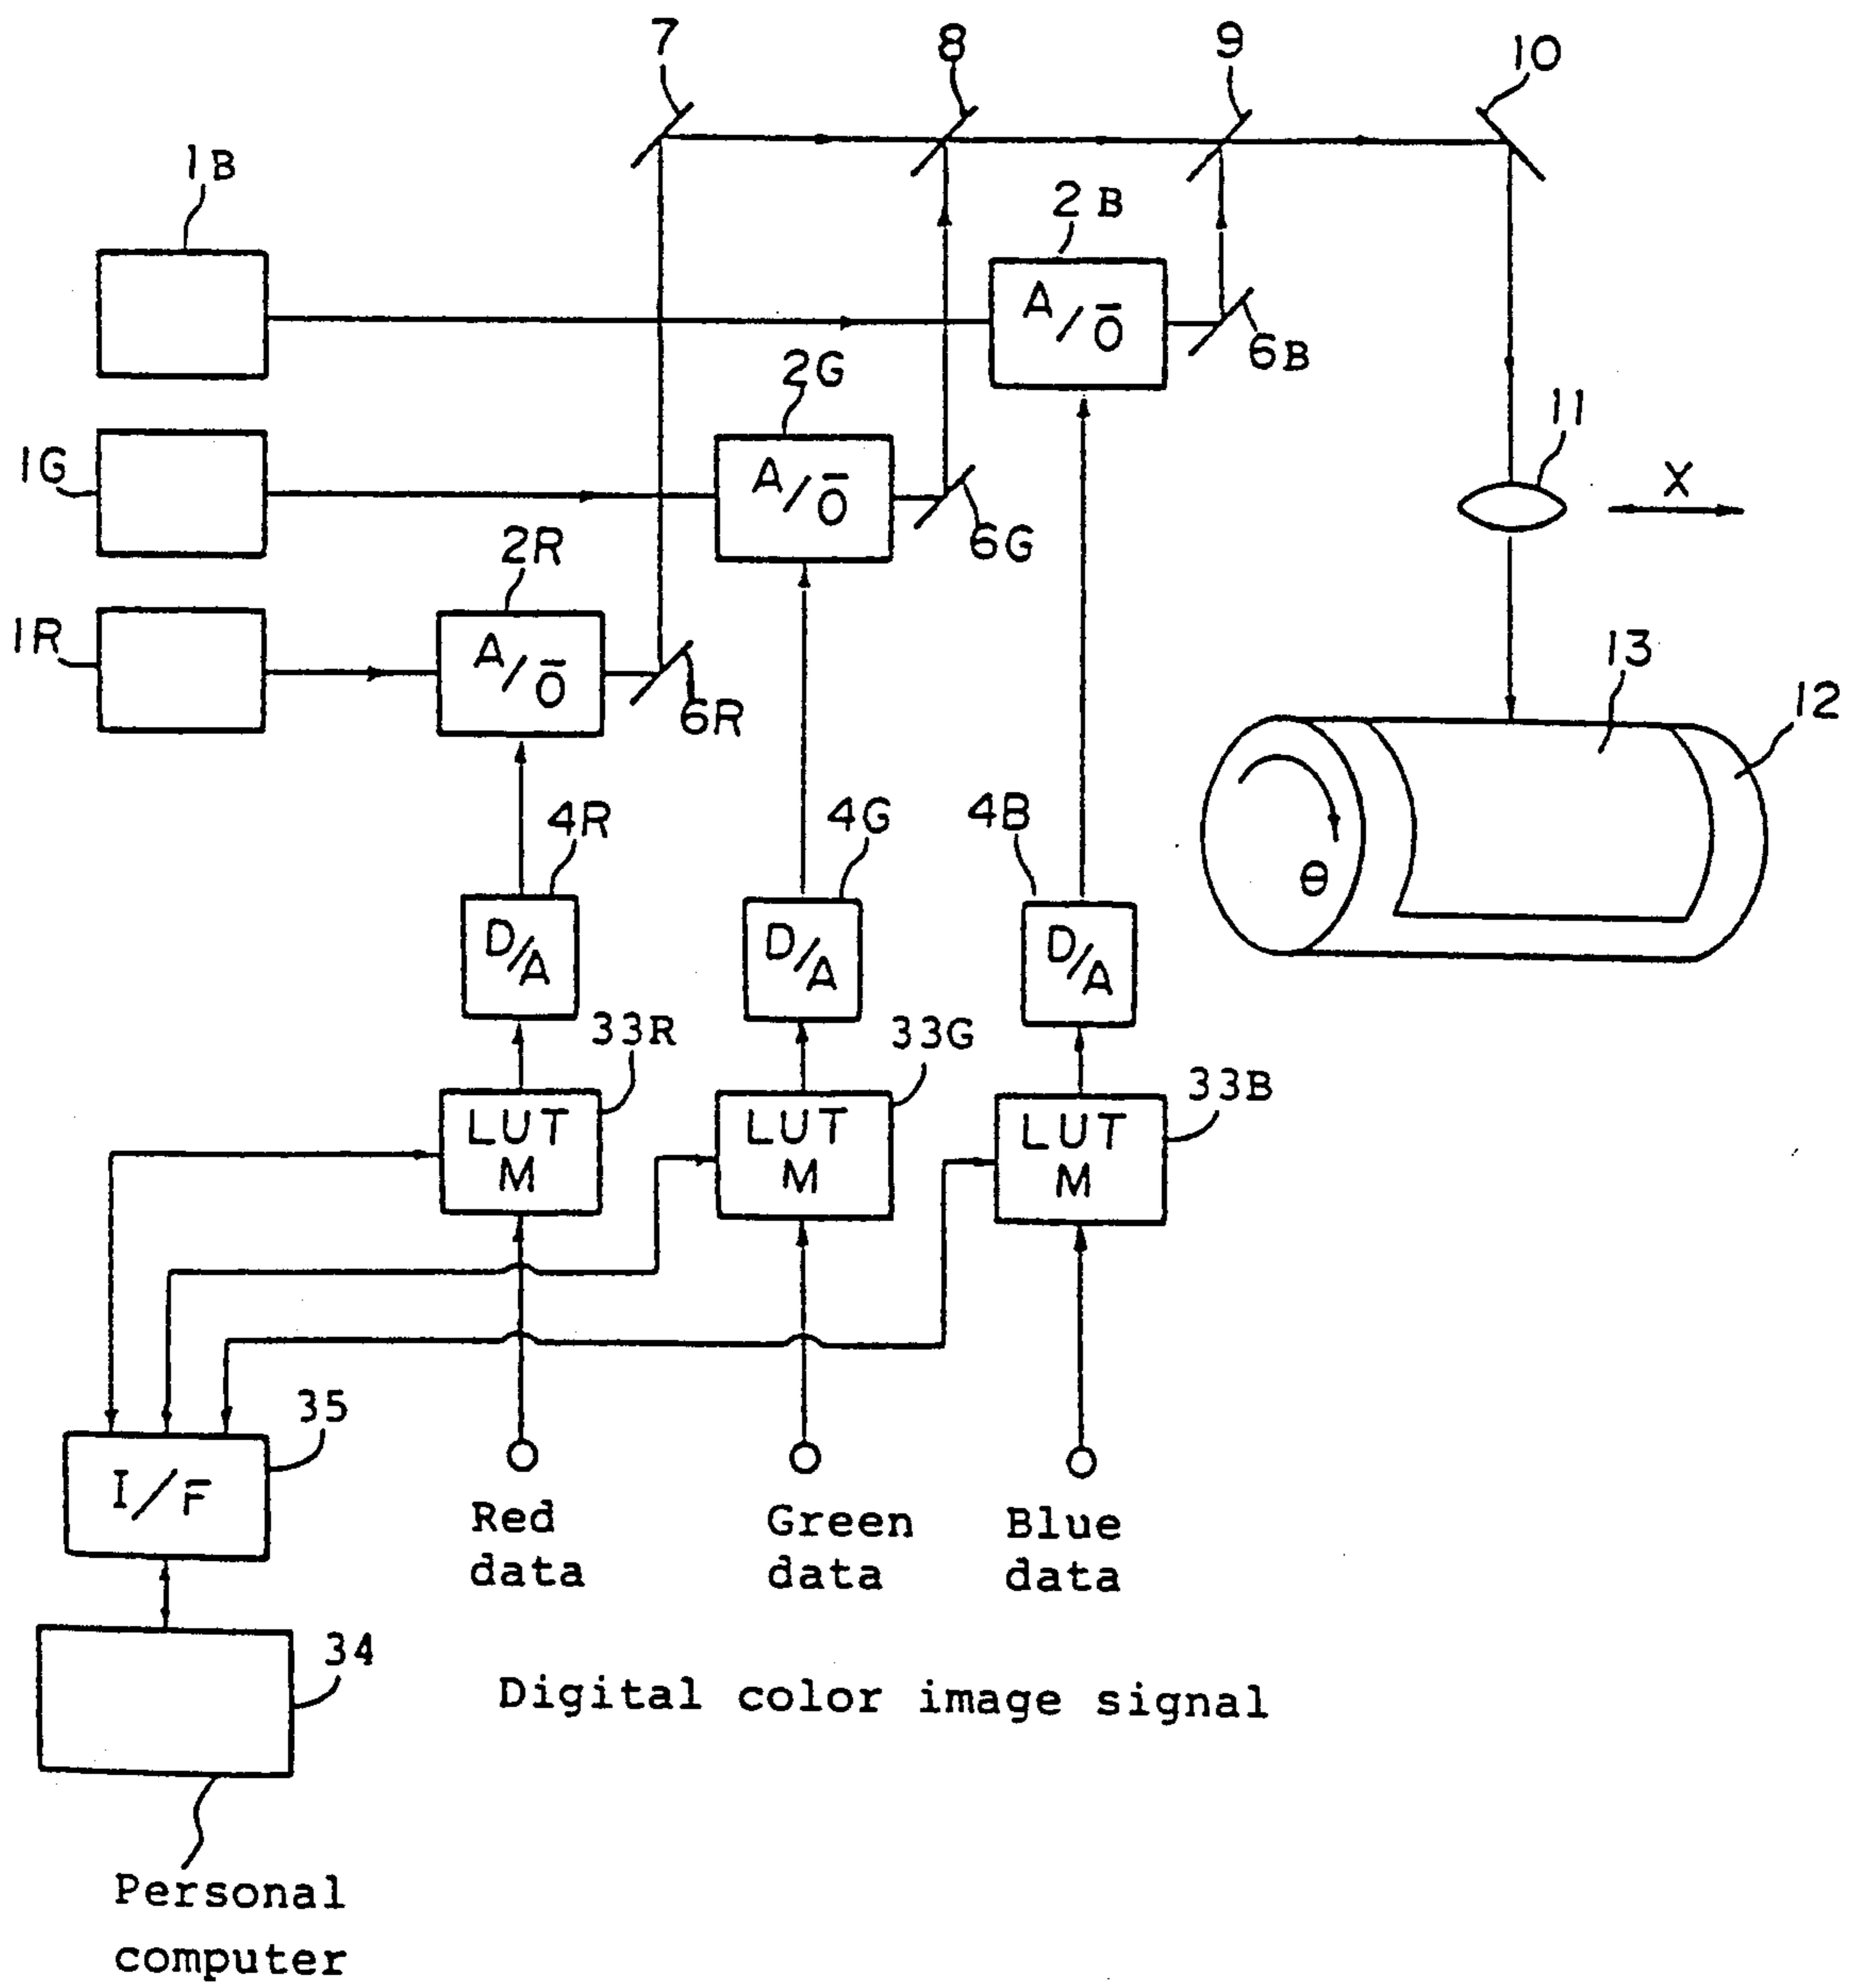 7
8
9
10
1B
2B
A/O
6B
2G
11
1G
A/O
X
6G
2R
1R
A/O
6R
13
12
4R
4G
4B
θ
D/A
D/A
D/A
33R
33G
33B
LUT
M
LUT
M
LUT
M
35
I/F
Red
data
Green
data
Blue
data
34
Digital color image signal
Personal
computer